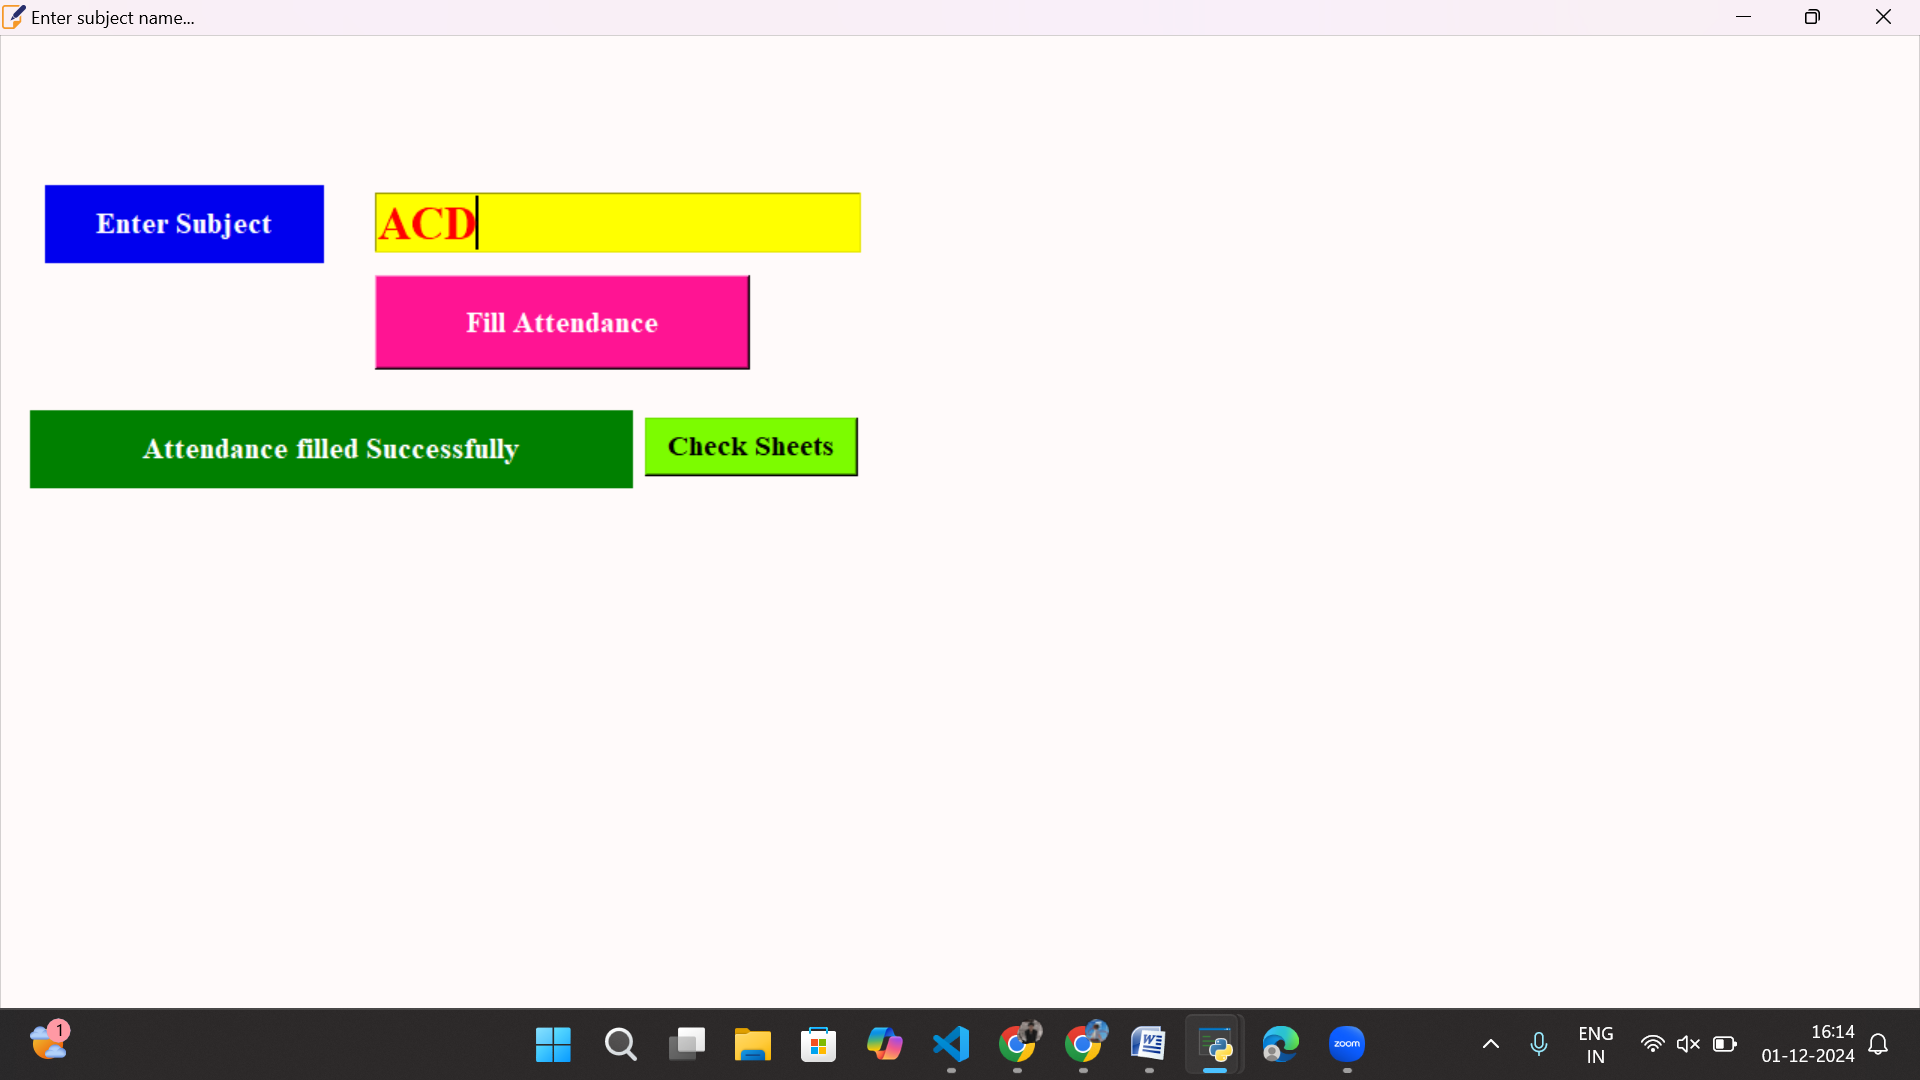 Enter subject name...
Enter Subject
ACD
Fill Attendance
Attendance filled Successfully
Check Sheets
1
zoom
ENG
IN
16:14
01-12-2024